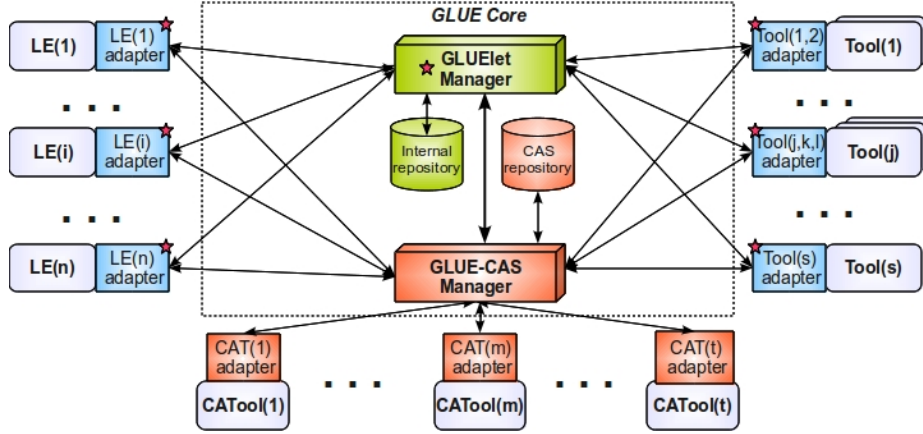 GLUE Core
LE(1)
LE(1)
adapter
GLUElet
Manager
Tool(1,2)
adapter
Tool(1)
. . .
. . .
LE(i)
LE(i)
adapter
Internal
repository
CAS
repository
Tool(j,k,l)
adapter
Tool(j)
. . .
. . .
LE(n)
LE(n)
adapter
GLUE-CAS
Manager
Tool(s)
adapter
Tool(s)
CAT(1)
adapter
CATool(1)
. . .
CAT(m)
adapter
CATool(m)
. . .
CAT(t)
adapter
CATool(t)